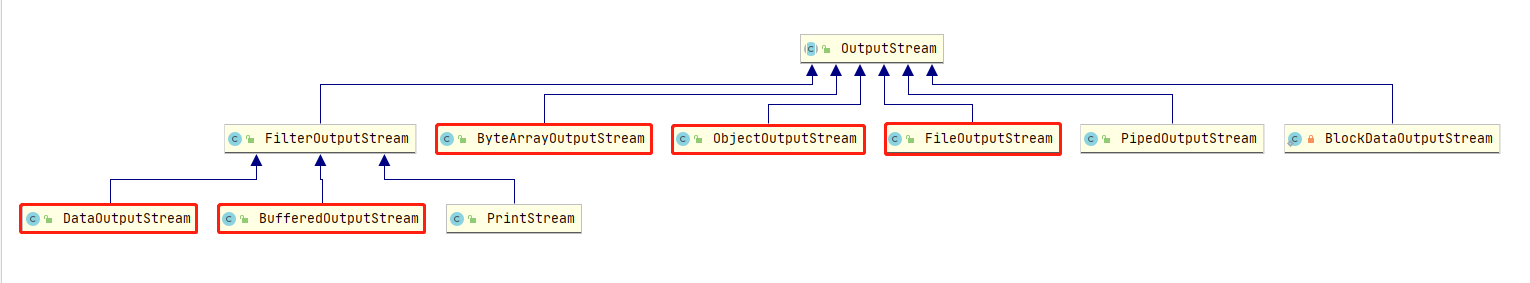 OutputStream
FilterOutputStream
ByteArrayOutputStream
ObjectOutputStream
FileOutputStream
PipedOutputStream
BlockDataOutputStream
DataOutputStream
BufferedOutputStream
PrintStream